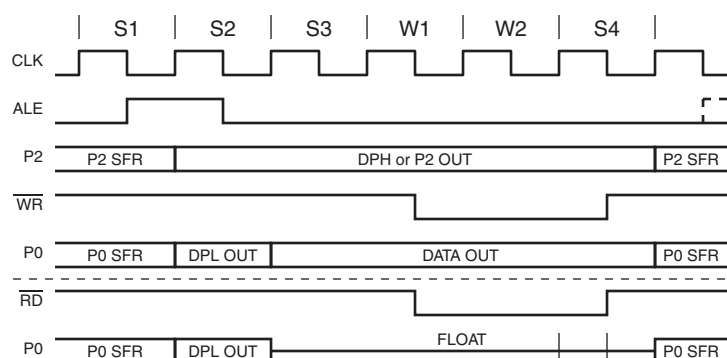 S1 S2 S3 W1 W2 S4
CLK
ALE
P2 P2 SFR DPH or P2 OUT P2 SFR
WR
P0 P0 SFR DPL OUT DATA OUT P0 SFR
RD
FLOAT
P0 P0 SFR DPL OUT P0 SFR